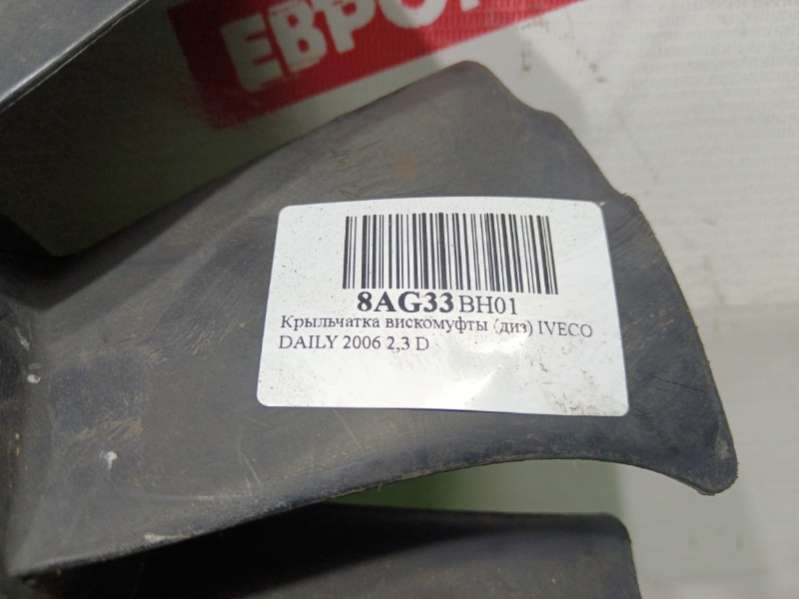 ЕВРО
8AG33BH01
Крыльчатка вискомуфты (диз) IVECO
DAILY 2006 2,3 D